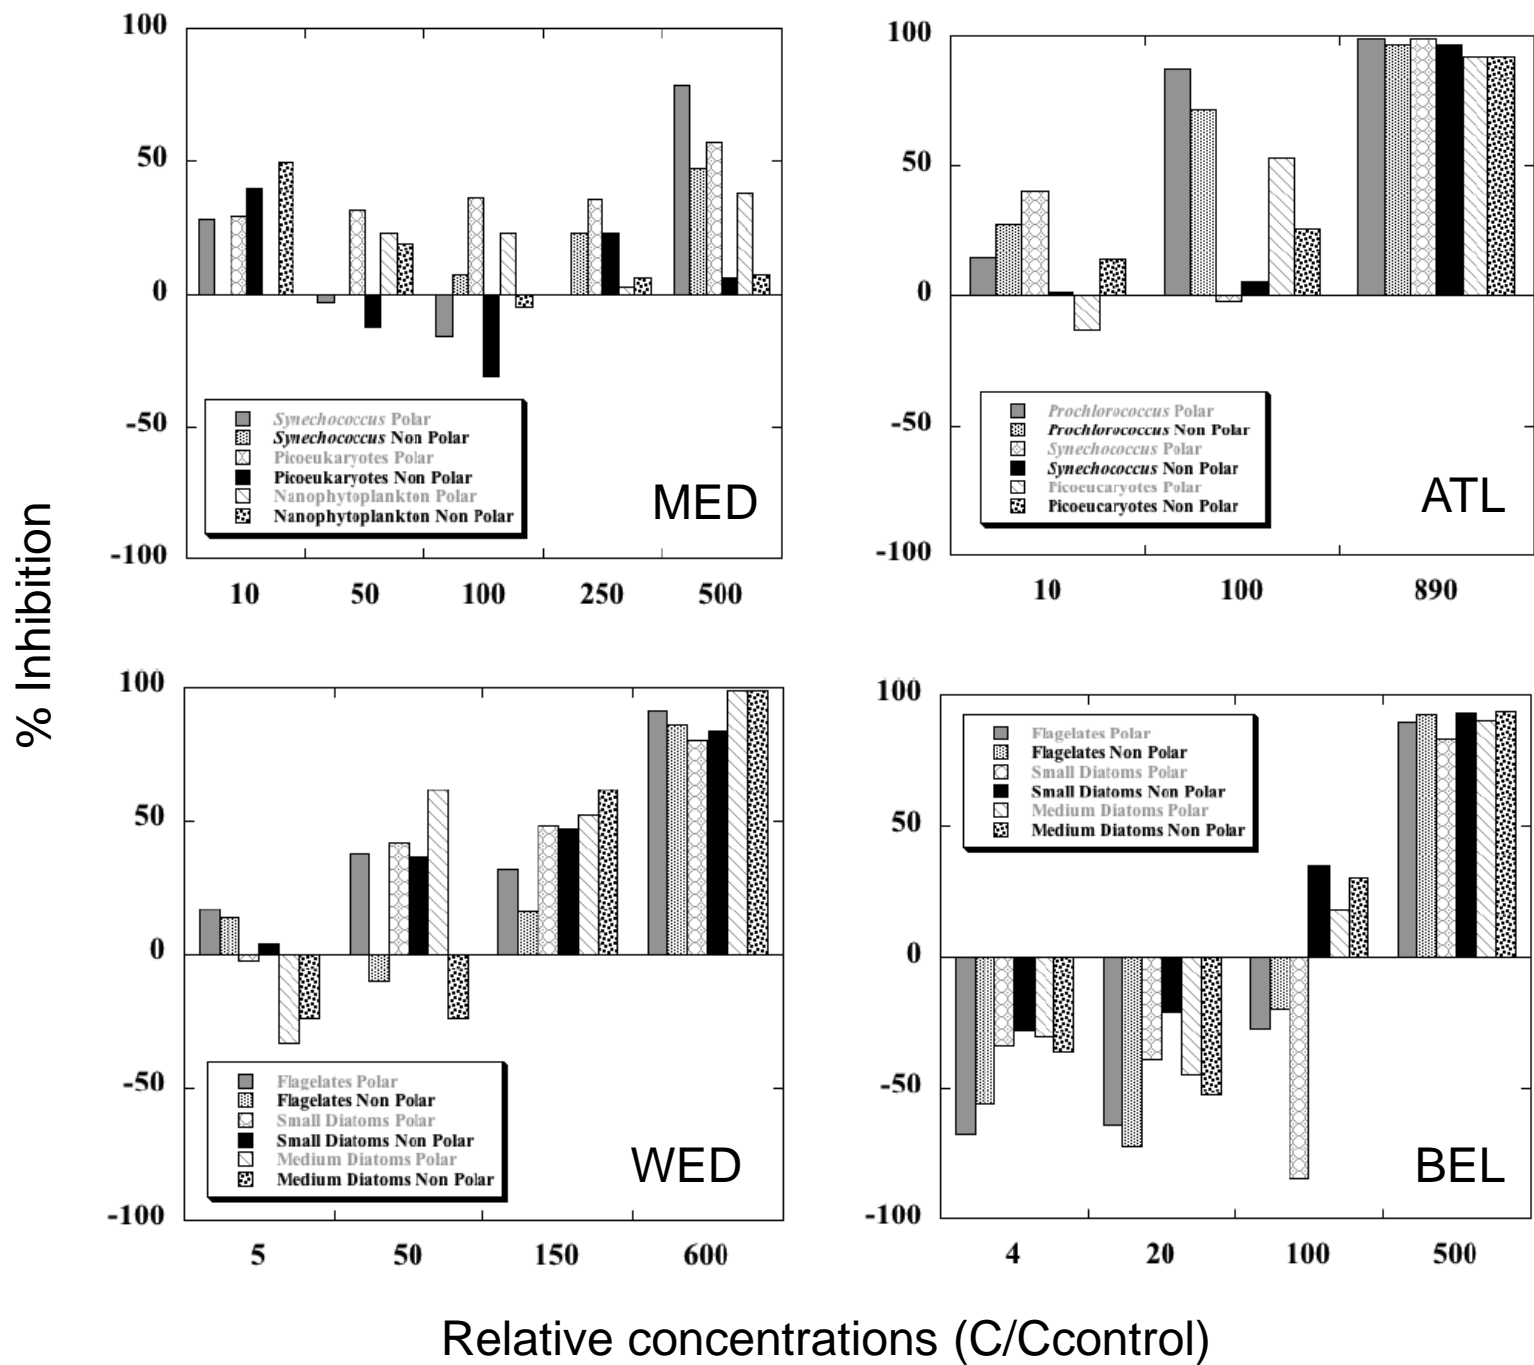 % Inhibition
100
50
0
-50
-100
Synechococcus Polar
Synechococcus Non Polar
Picoeukaryotes Polar
Picoeukaryotes Non Polar
Nanophytoplankton Polar
Nanophytoplankton Non Polar
MED
10 50 100 250 500
100
50
0
-50
-100
Prochlorococcus Polar
Prochlorococcus Non Polar
Synechococcus Polar
Synechococcus Non Polar
Picoeucaryotes Polar
Picoeucaryotes Non Polar
ATL
10 100 890
100
50
0
-50
-100
Flagelates Polar
Flagelates Non Polar
Small Diatoms Polar
Small Diatoms Non Polar
Medium Diatoms Polar
Medium Diatoms Non Polar
WED
5 50 150 600
100
50
0
-50
-100
Flagelates Polar
Flagelates Non Polar
Small Diatoms Polar
Small Diatoms Non Polar
Medium Diatoms Polar
Medium Diatoms Non Polar
BEL
4 20 100 500
Relative concentrations (C/Ccontrol)